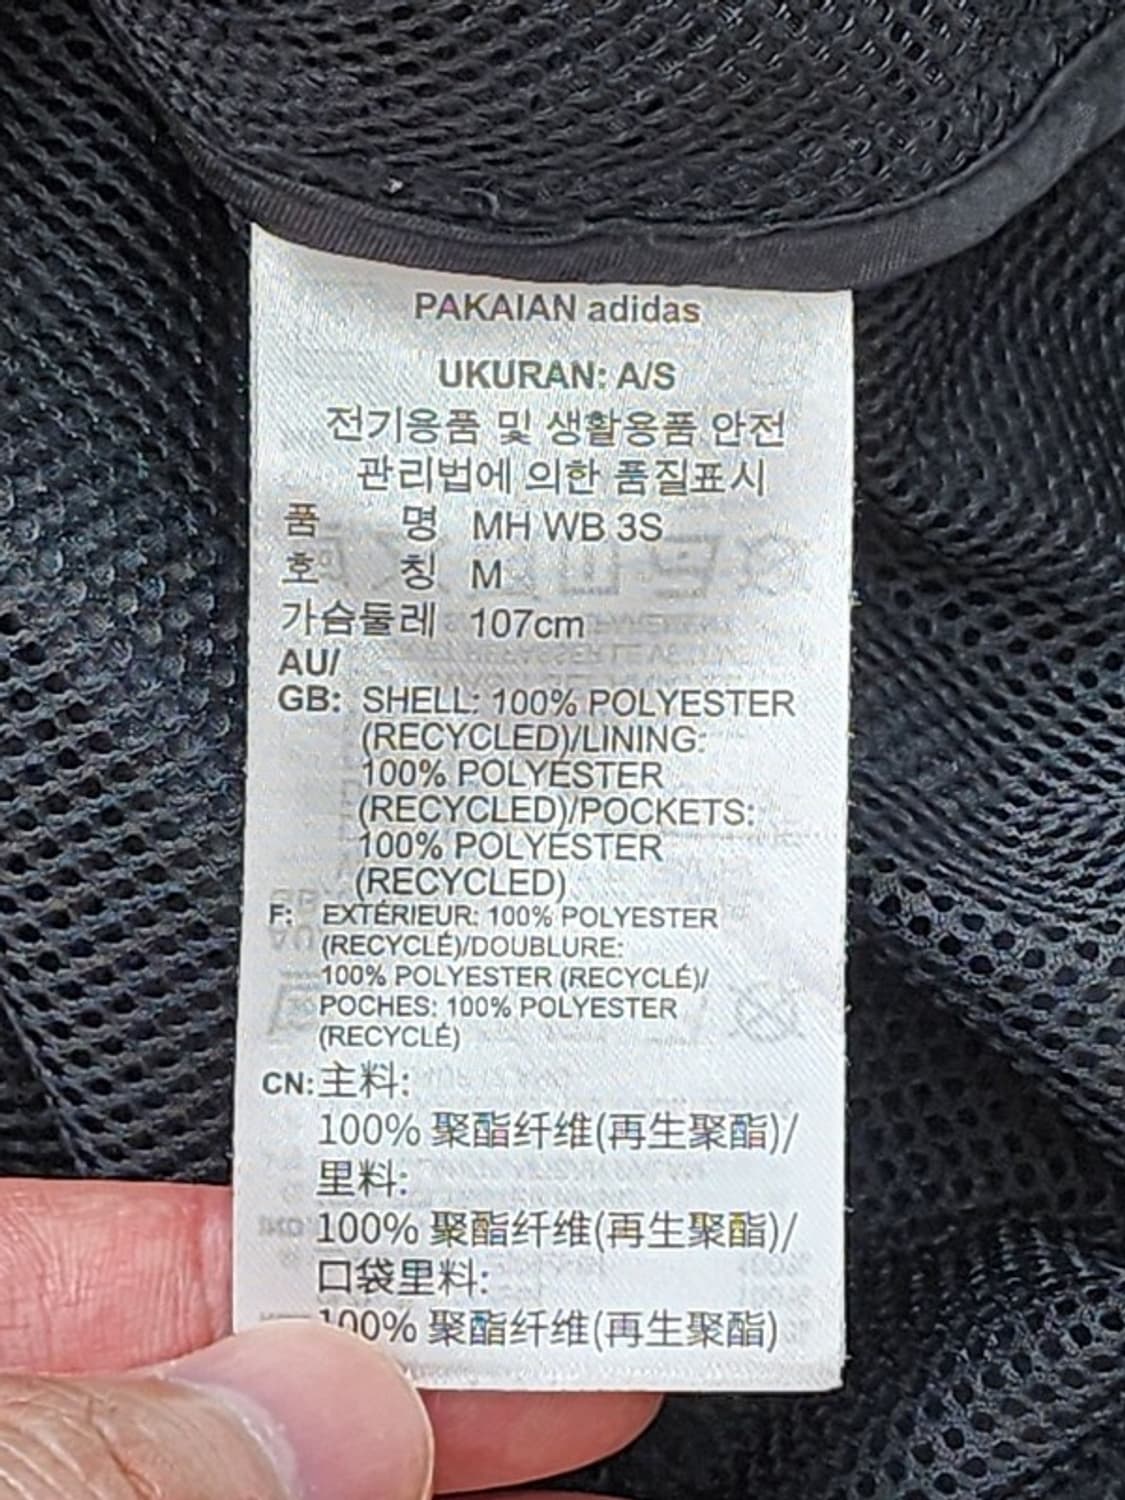 PAKAIAN adidas
UKURAN: A/S
전기용품 및 생활용품 안전
관리법에 의한 품질표시
품 명 MH WB 3S
호 칭 M
가슴둘레 107cm
AU/
GB: SHELL: 100% POLYESTER
(RECYCLED)/LINING:
100% POLYESTER
(RECYCLED)/POCKETS:
100% POLYESTER
(RECYCLED)
F: EXTÉRIEUR: 100% POLYESTER
(RECYCLÉ)/DOUBLURE:
100% POLYESTER (RECYCLÉ)/
POCHES: 100% POLYESTER
(RECYCLÉ)
CN: 主料:
100% 聚酯纤维(再生聚酯)/
里料:
100% 聚酯纤维(再生聚酯)/
口袋里料:
100% 聚酯纤维(再生聚酯)